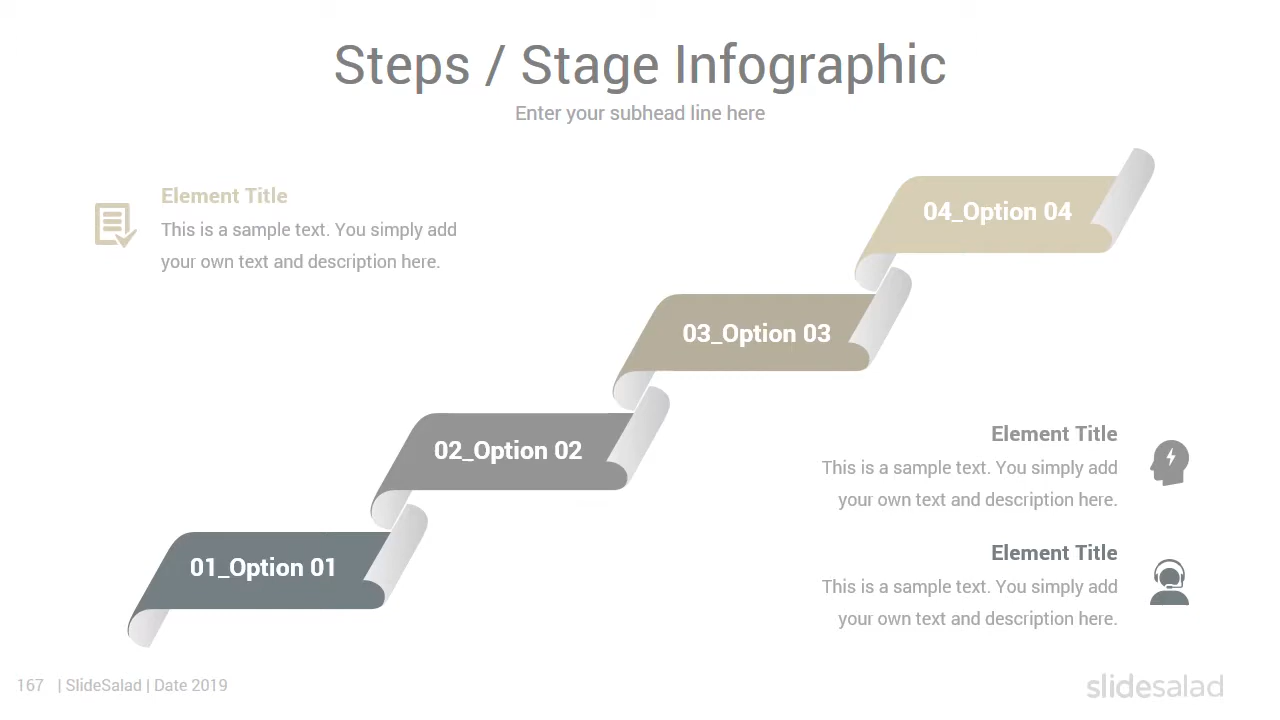 Steps / Stage Infographic
Enter your subhead line here
Element Title
This is a sample text. You simply add
your own text and description here.
04_Option 04
03_Option 03
02_Option 02
01_Option 01
Element Title
This is a sample text. You simply add
your own text and description here.
Element Title
This is a sample text. You simply add
your own text and description here.
167 | SlideSalad | Date 2019
slidesalad